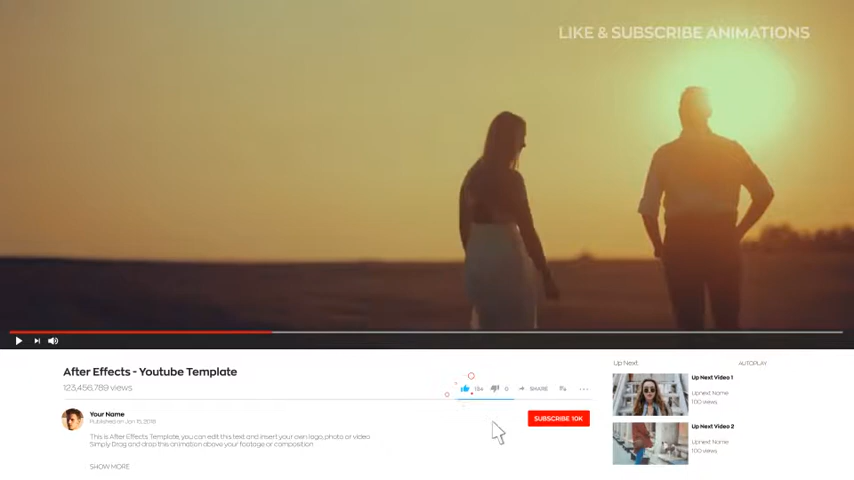 LIKE & SUBSCRIBE ANIMATIONS
After Effects - Youtube Template
123,456,789 views
0 SHARE
Your Name
Published on Jan 15, 2018
SUBSCRIBE 10K
This is After Effects Template, you can edit this text and insert your own logo, photo or video
Simply Drag and drop this animation above your footage or composition
SHOW MORE
Up Next AUTOPLAY
Up Next Video 1
Upnext Name
100 views
Up Next Video 2
Upnext Name
100 views